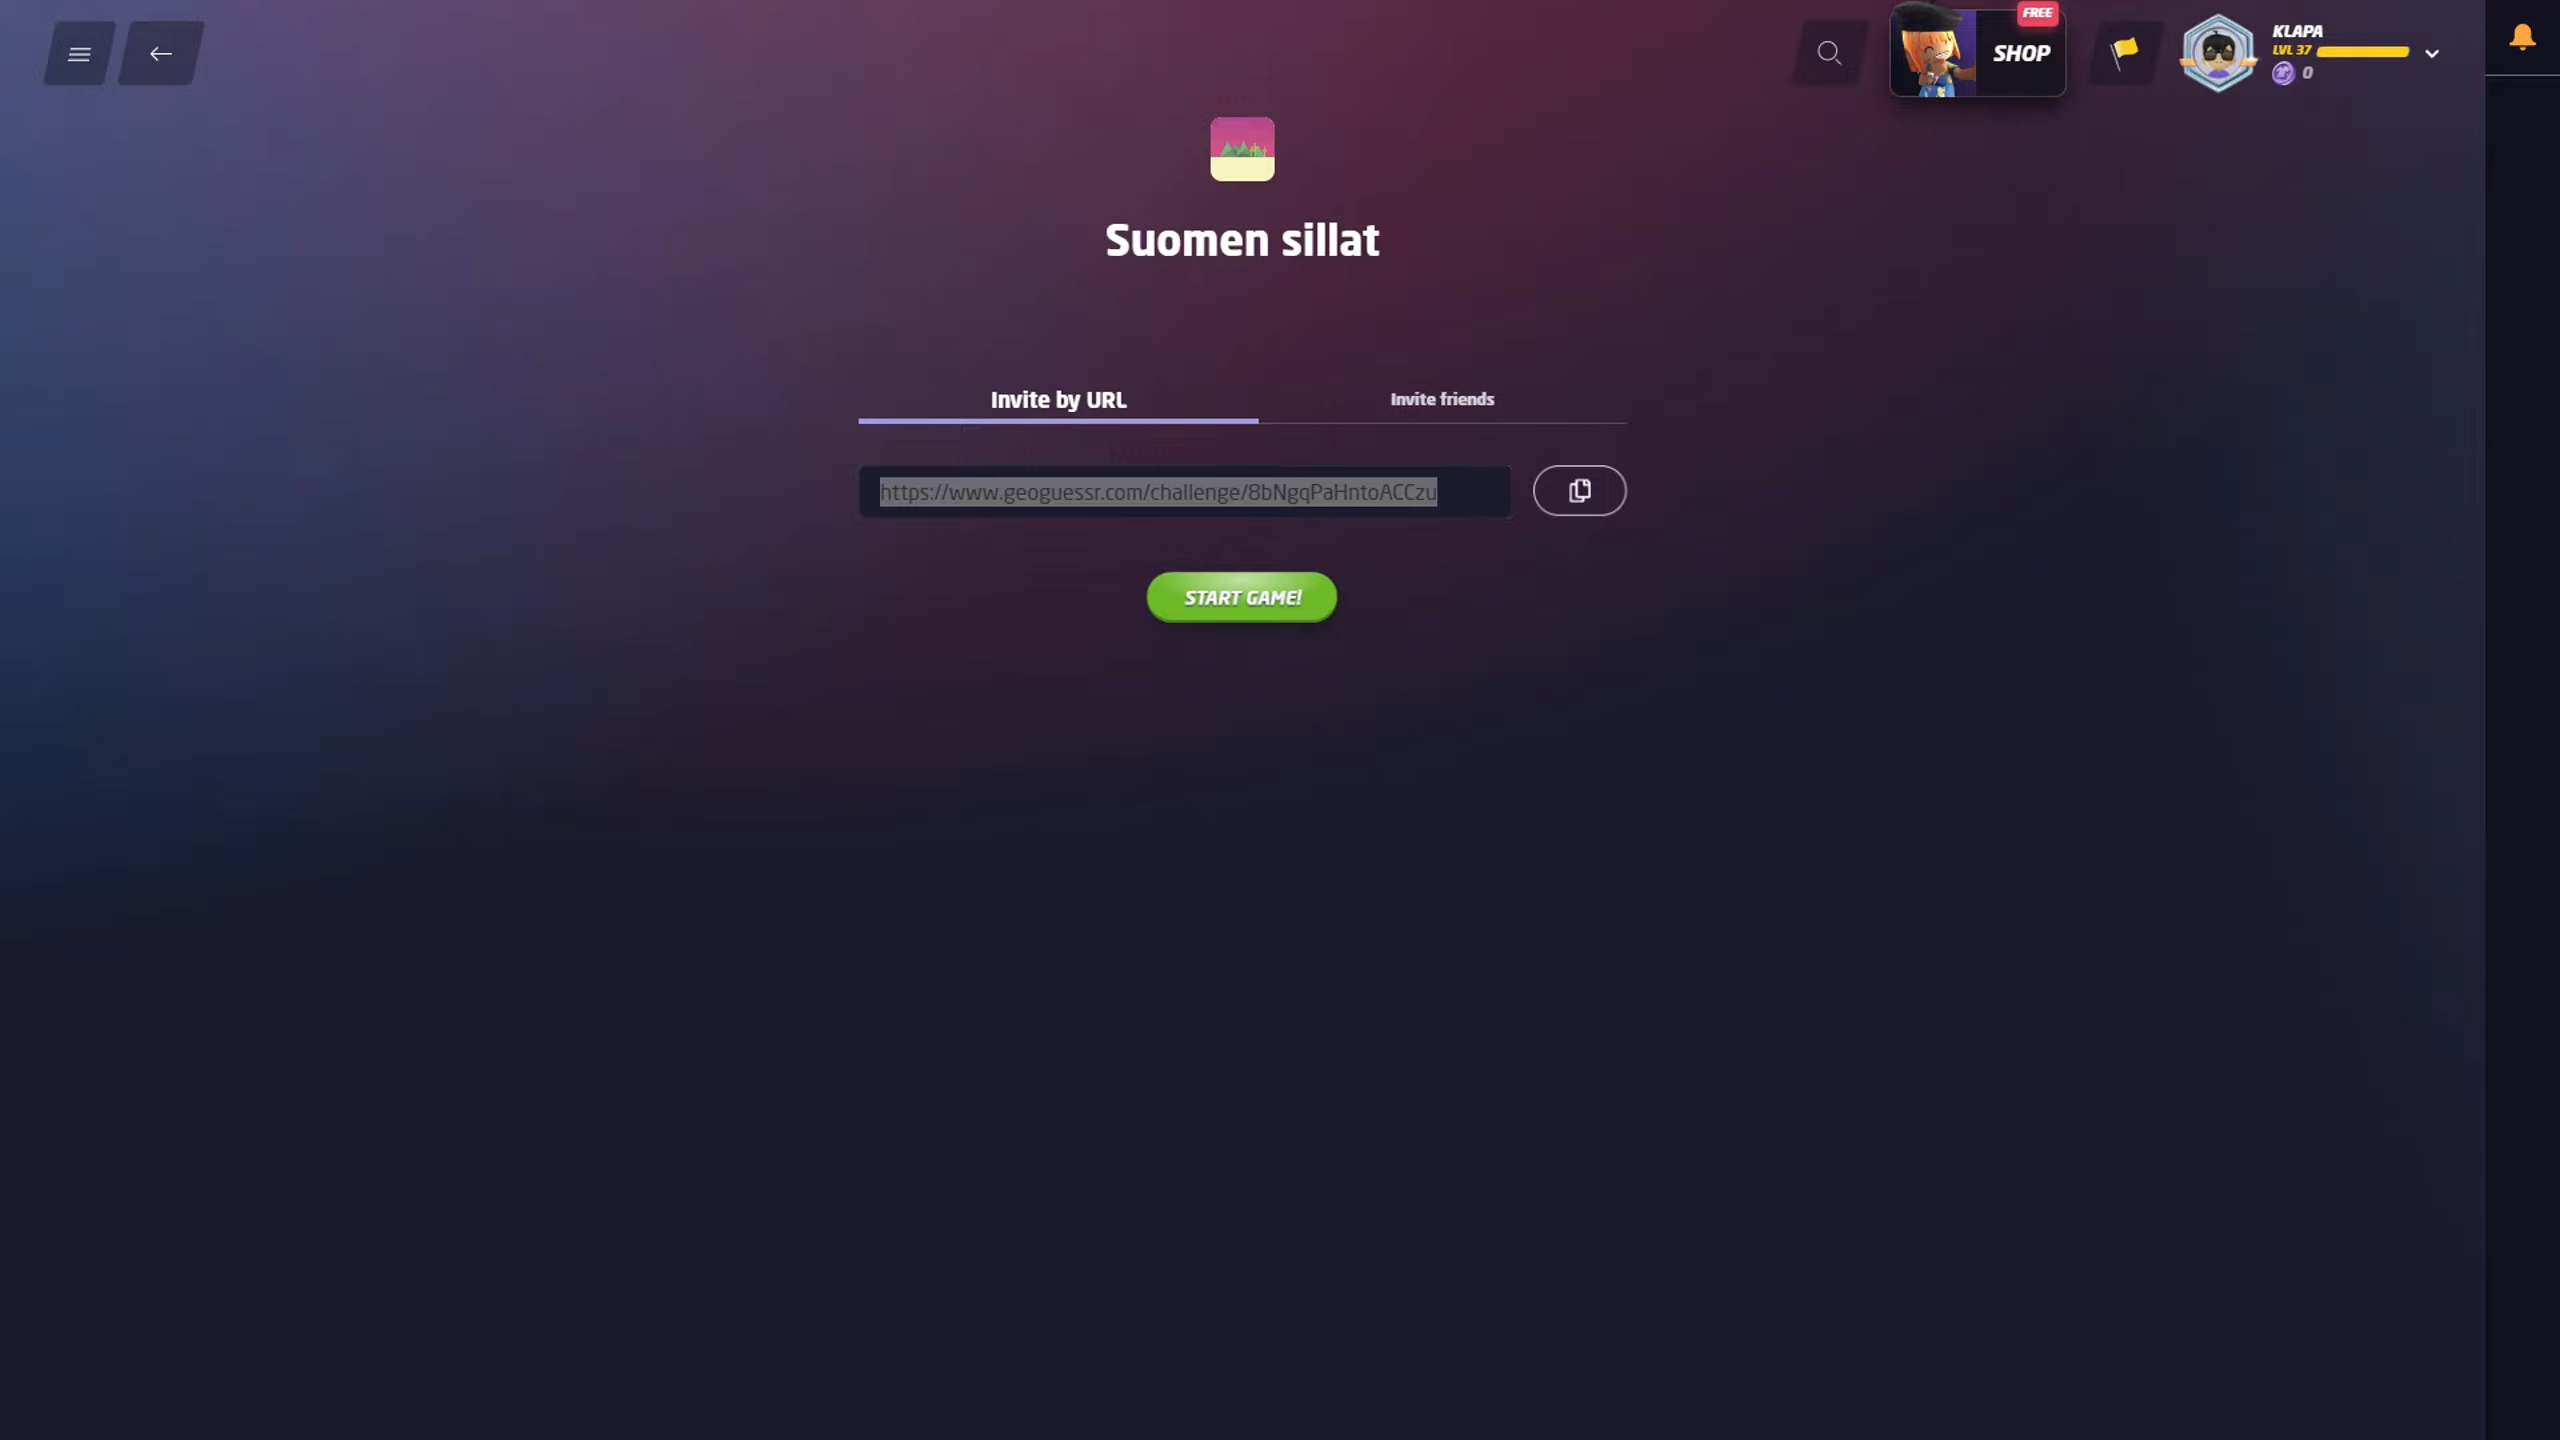 FREE
SHOP
KLAPA
LVL 37
0
Suomen sillat
Invite by URL
Invite friends
https://www.geoguessr.com/challenge/8bNgqPaHntoACCzu
START GAME!